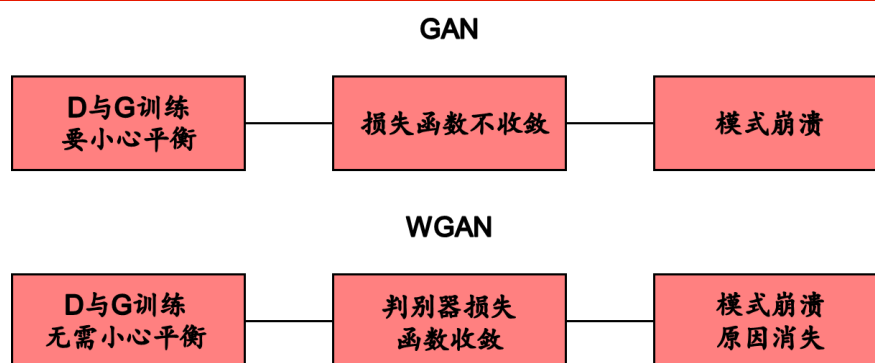 GAN
D与G训练
要小心平衡
损失函数不收敛
模式崩溃
WGAN
D与G训练
无需小心平衡
判别器损失
函数收敛
模式崩溃
原因消失